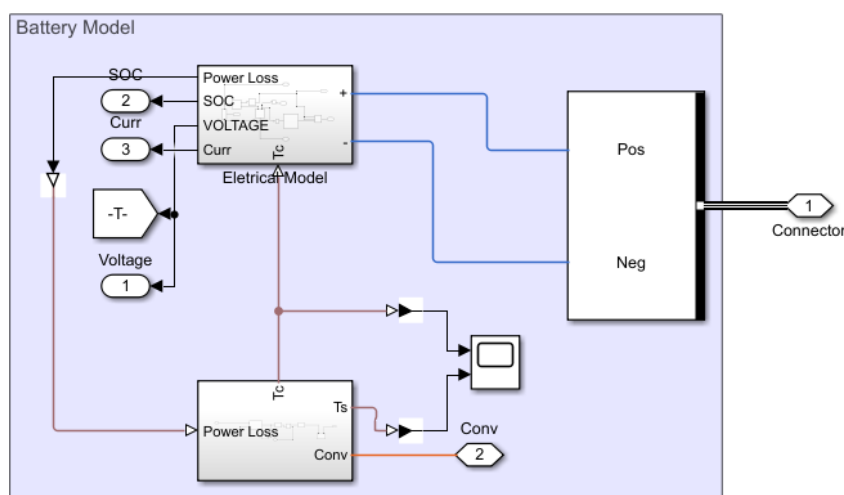 Battery Model
SOC
Power Loss
2
SOC
+
Curr
VOLTAGE
3
Curr
-
Tc
Eletrical Model
Pos
-T-
1
Connector
Voltage
1
Neg
Tc
Ts
Power Loss
Conv
Conv
2